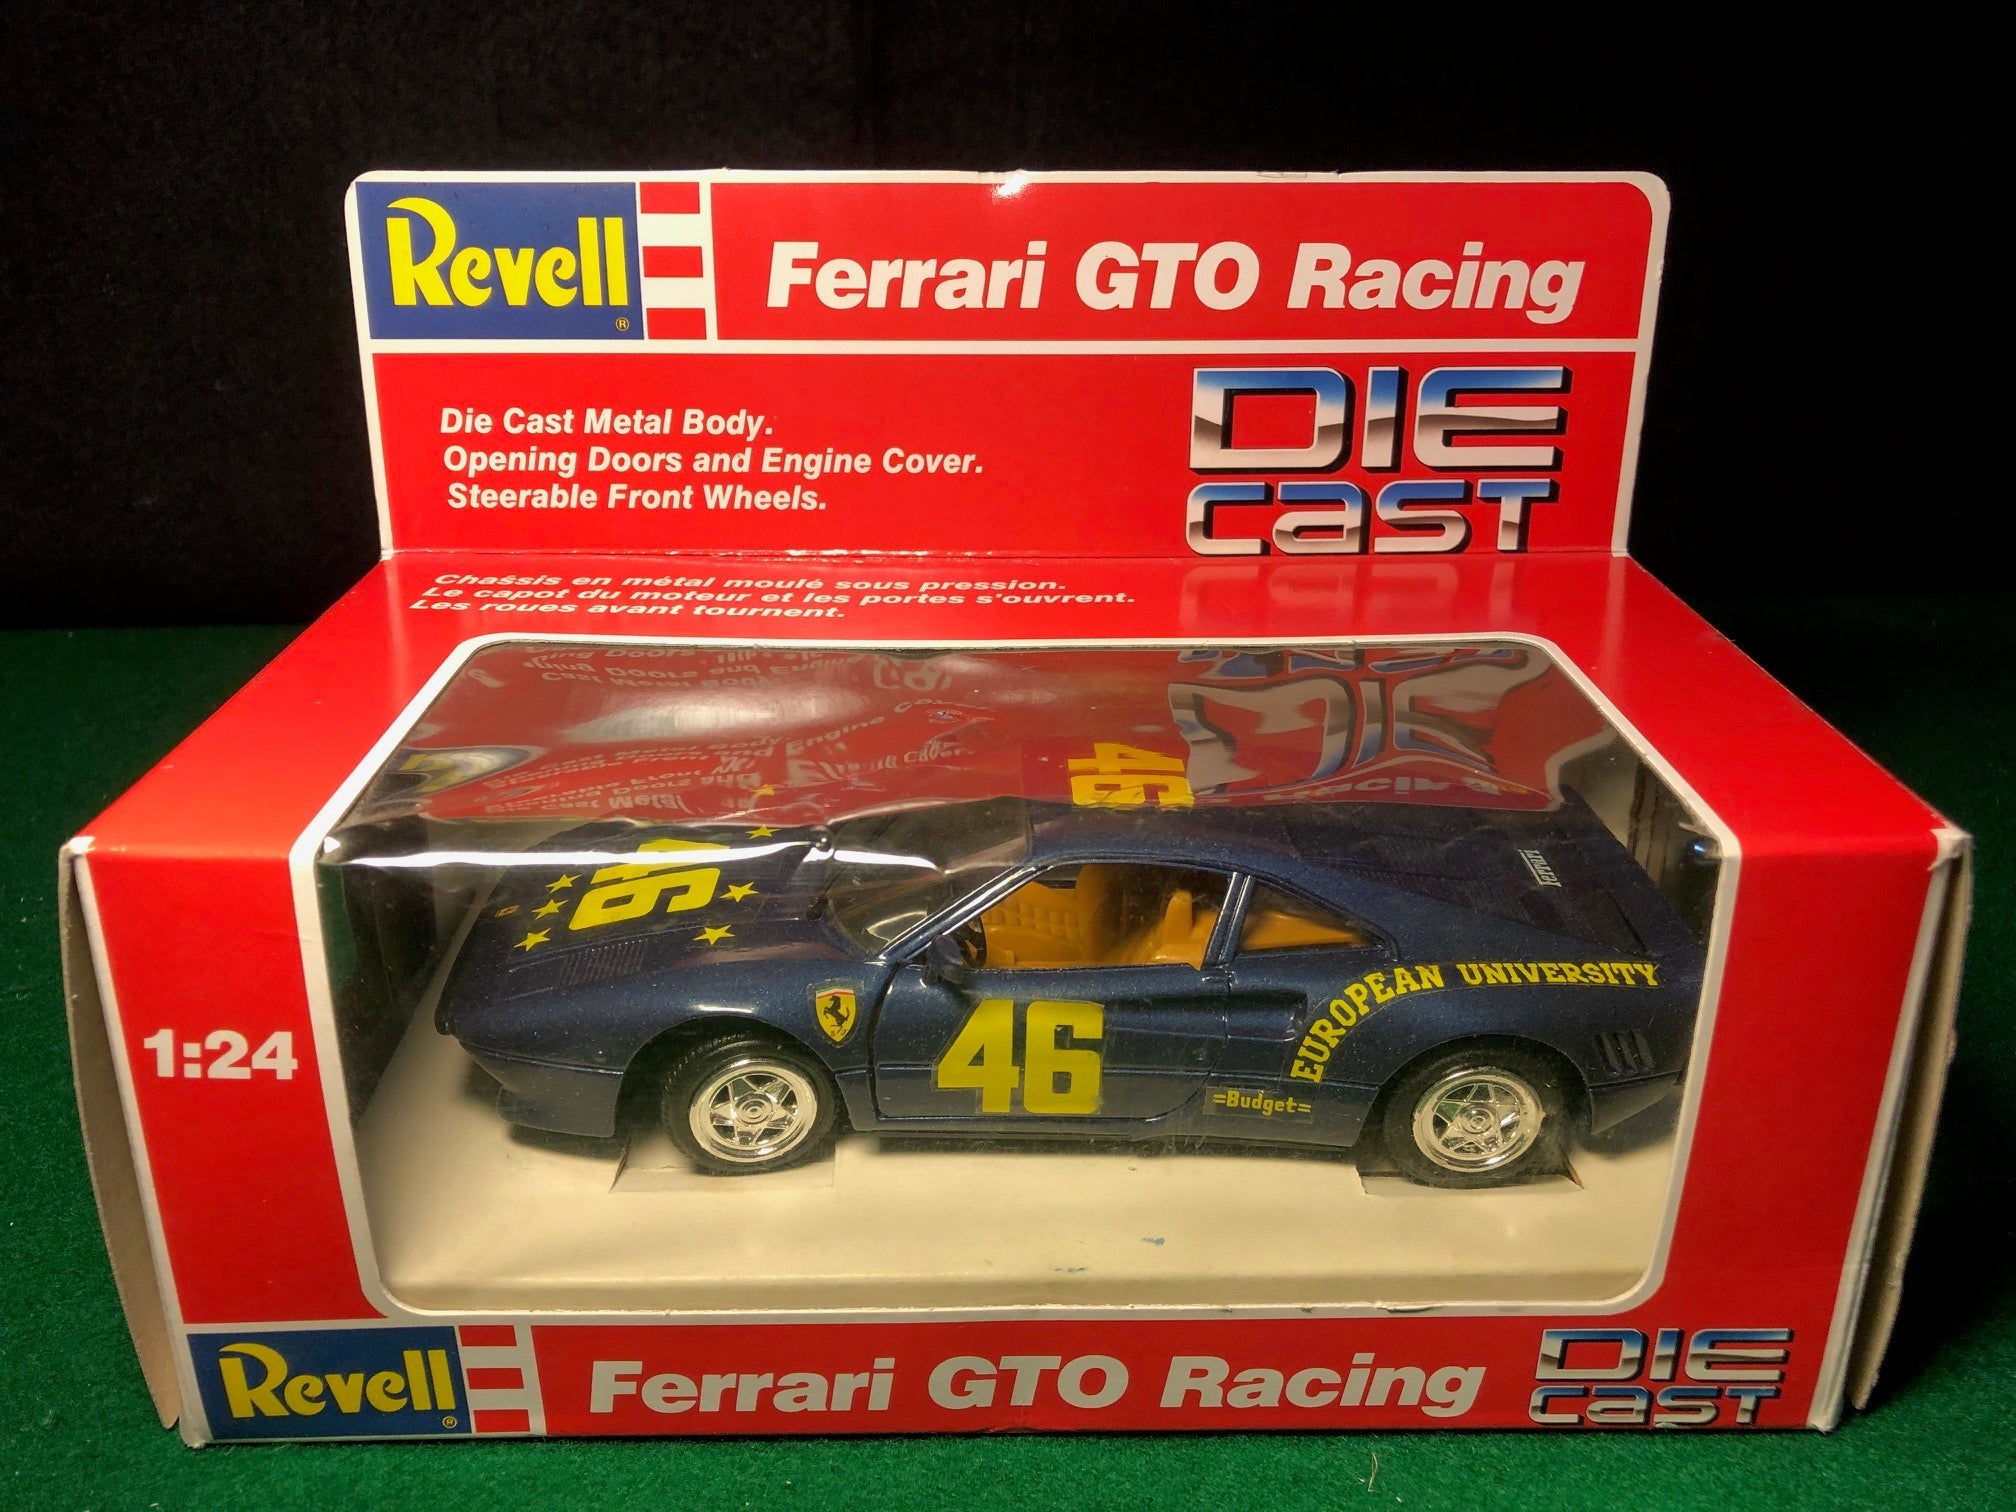 Revell ®
Ferrari GTO Racing
Die Cast Metal Body.
Opening Doors and Engine Cover.
Steerable Front Wheels.
DIE
CAST
Chassis en métal moulé sous pression.
Le capot du moteur et les portes s'ouvrent.
Les roues avant tournent.
46
46
Ferrari
46
EUROPEAN UNIVERSITY
=Budget=
S F
1:24
Revell ®
Ferrari GTO Racing
DIE
CAST